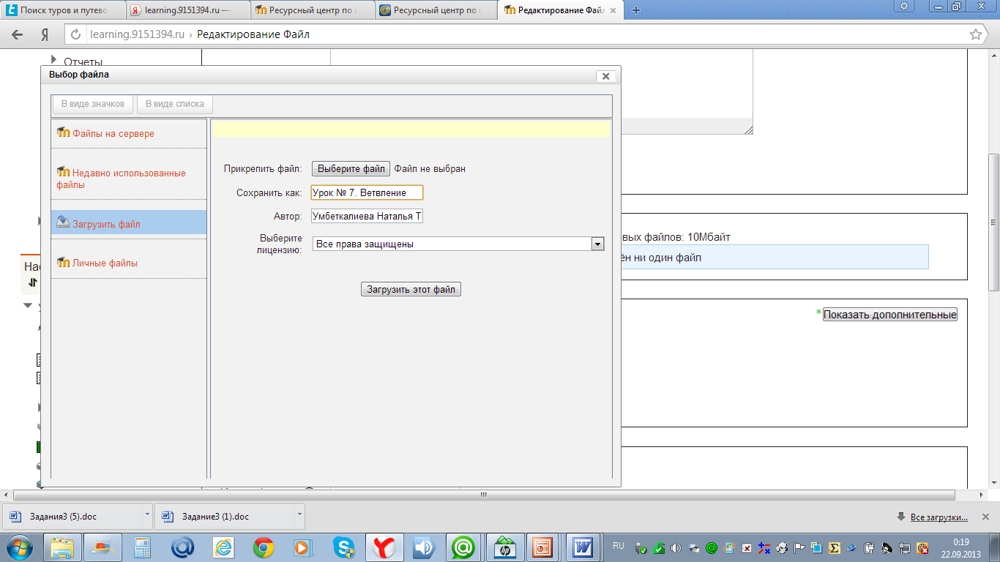 Поиск туров и путево
learning.9151394.ru —
Ресурсный центр по
Ресурсный центр по
Редактирование Фай
learning.9151394.ru › Редактирование Файл
Отчеты
Выбор файла
В виде значков
В виде списка
Файлы на сервере
Недавно использованные
файлы
Загрузить файл
Личные файлы
Прикрепить файл: Выберите файл Файл не выбран
Сохранить как: Урок № 7. Ветвление
Автор: Умбеткалиева Наталья Т
Выберите
лицензию: Все права защищены
Загрузить этот файл
вых файлов: 10Мбайт
ён ни один файл
Нас
*Показать дополнительные
Задания3 (5).doc
Задание3 (1).doc
Все загрузки...
RU
0:19
22.09.2013